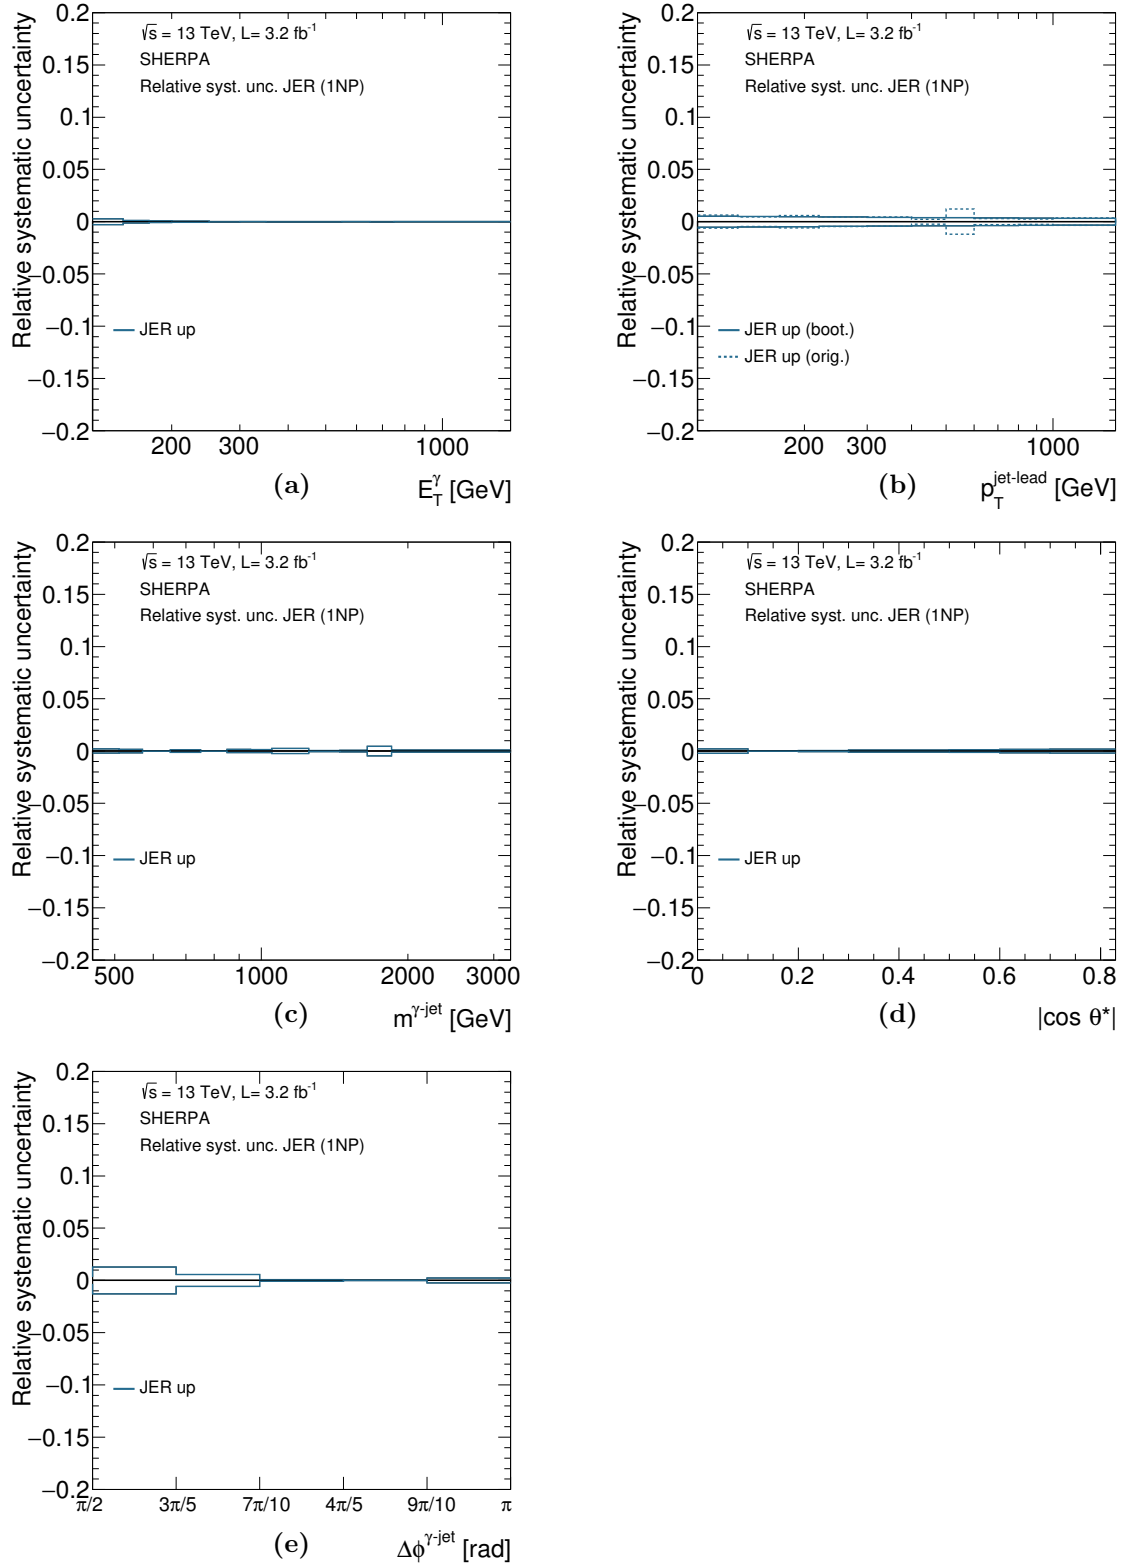 Relative systematic uncertainty
0.2
0.15
0.1
0.05
0
−0.05
−0.1
−0.15
−0.2
√s = 13 TeV, L= 3.2 fb⁻¹
SHERPA
Relative syst. unc. JER (1NP)
JER up
200 300 1000
(a)
E_T^γ [GeV]
Relative systematic uncertainty
0.2
0.15
0.1
0.05
0
−0.05
−0.1
−0.15
−0.2
√s = 13 TeV, L= 3.2 fb⁻¹
SHERPA
Relative syst. unc. JER (1NP)
JER up (boot.)
JER up (orig.)
200 300 1000
(b)
p_T^jet-lead [GeV]
Relative systematic uncertainty
0.2
0.15
0.1
0.05
0
−0.05
−0.1
−0.15
−0.2
√s = 13 TeV, L= 3.2 fb⁻¹
SHERPA
Relative syst. unc. JER (1NP)
JER up
500 1000 2000 3000
(c)
m^γ-jet [GeV]
Relative systematic uncertainty
0.2
0.15
0.1
0.05
0
−0.05
−0.1
−0.15
−0.2
√s = 13 TeV, L= 3.2 fb⁻¹
SHERPA
Relative syst. unc. JER (1NP)
JER up
0 0.2 0.4 0.6 0.8
(d)
|cos θ*|
Relative systematic uncertainty
0.2
0.15
0.1
0.05
0
−0.05
−0.1
−0.15
−0.2
√s = 13 TeV, L= 3.2 fb⁻¹
SHERPA
Relative syst. unc. JER (1NP)
JER up
π/2 3π/5 7π/10 4π/5 9π/10 π
(e)
Δϕ^γ-jet [rad]